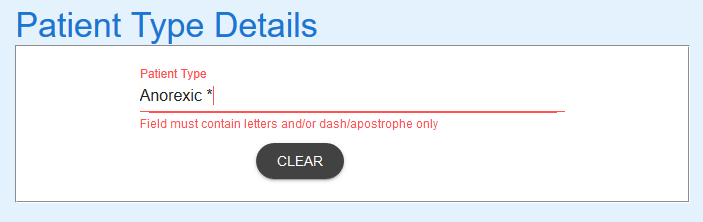 Patient Type Details
Patient Type
Anorexic *
Field must contain letters and/or dash/apostrophe only
CLEAR